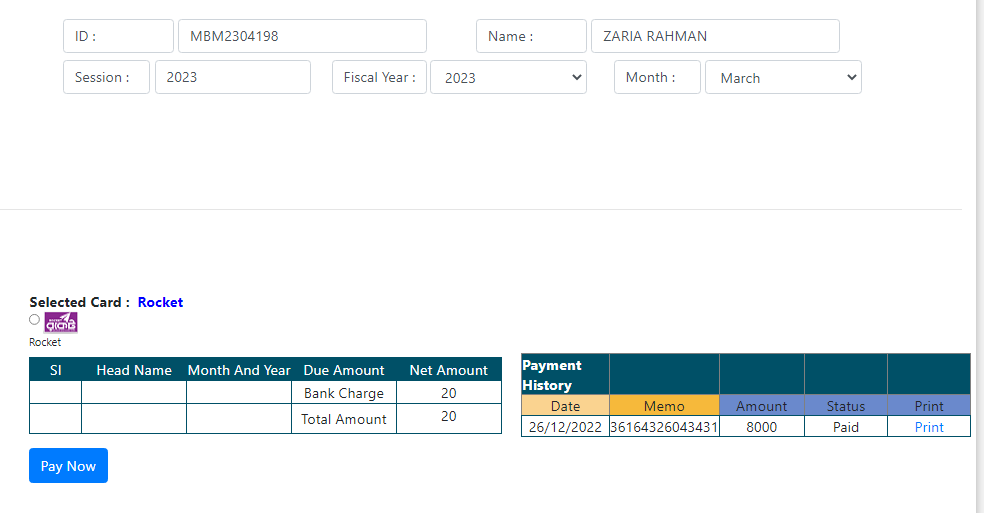 ID : MBM2304198 Name : ZARIA RAHMAN
Session : 2023 Fiscal Year : 2023 Month : March
Selected Card : Rocket
রকেট
Rocket
SI Head Name Month And Year Due Amount Net Amount
Bank Charge 20
Total Amount 20
Payment History
Date Memo Amount Status Print
26/12/2022 36164326043431 8000 Paid Print
Pay Now